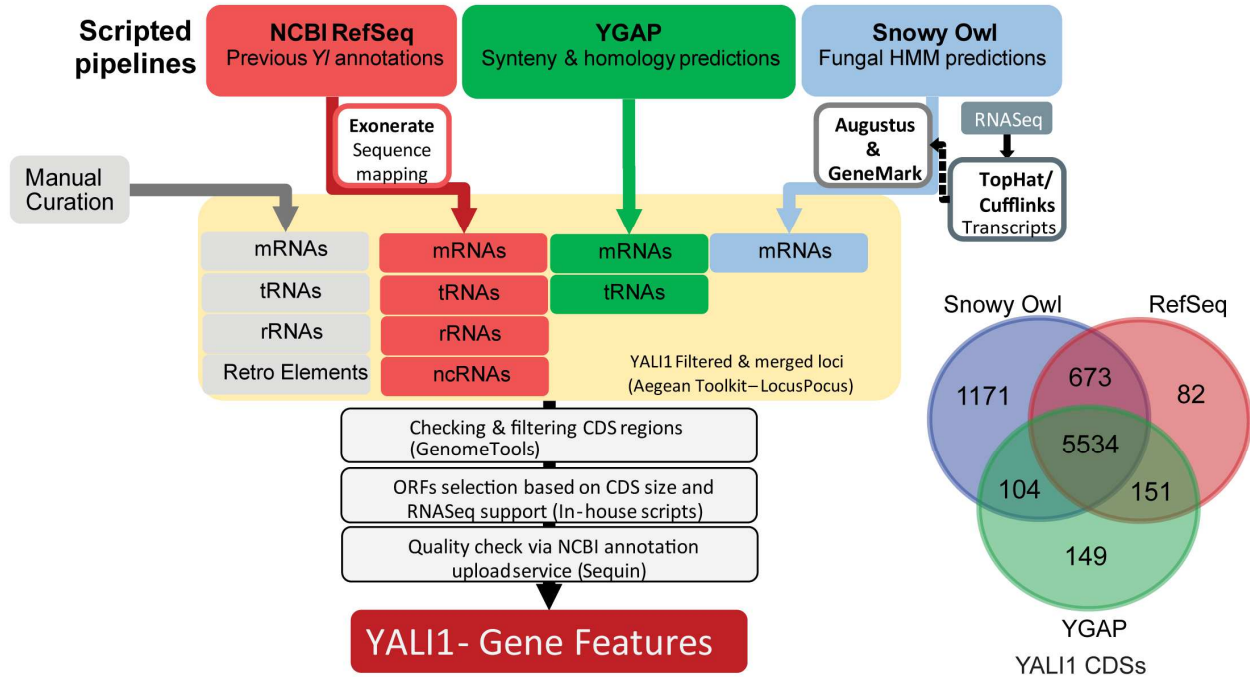 Scripted
pipelines
NCBI RefSeq
Previous Yl annotations
YGAP
Synteny & homology predictions
Snowy Owl
Fungal HMM predictions
Exonerate
Sequence
mapping
Augustus
&
GeneMark
RNASeq
TopHat/
Cufflinks
Transcripts
Manual
Curation
mRNAs
tRNAs
rRNAs
Retro Elements
mRNAs
tRNAs
rRNAs
ncRNAs
mRNAs
tRNAs
mRNAs
YALI1 Filtered & merged loci
(Aegean Toolkit–LocusPocus)
Checking & filtering CDS regions
(GenomeTools)
ORFs selection based on CDS size and
RNASeq support (In-house scripts)
Quality check via NCBI annotation
upload service (Sequin)
YALI1- Gene Features
Snowy Owl
RefSeq
1171
673
82
5534
104
151
149
YGAP
YALI1 CDSs